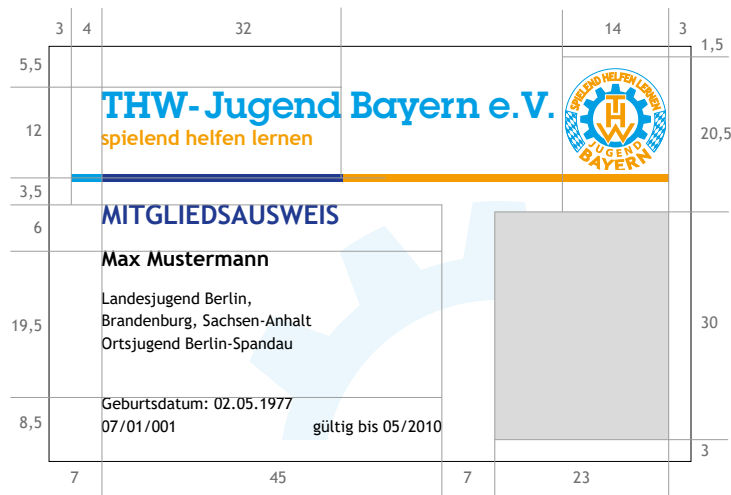 3 4 32 14 3
1,5
5,5
THW-Jugend Bayern e.V.
SPIELEND HELFEN LERNEN
THW
JUGEND
BAYERN
12
spielend helfen lernen
20,5
3,5
MITGLIEDSAUSWEIS
6
Max Mustermann
Landesjugend Berlin,
Brandenburg, Sachsen-Anhalt
19,5
30
Ortsjugend Berlin-Spandau
Geburtsdatum: 02.05.1977
8,5
07/01/001 gültig bis 05/2010
3
7 45 7 23